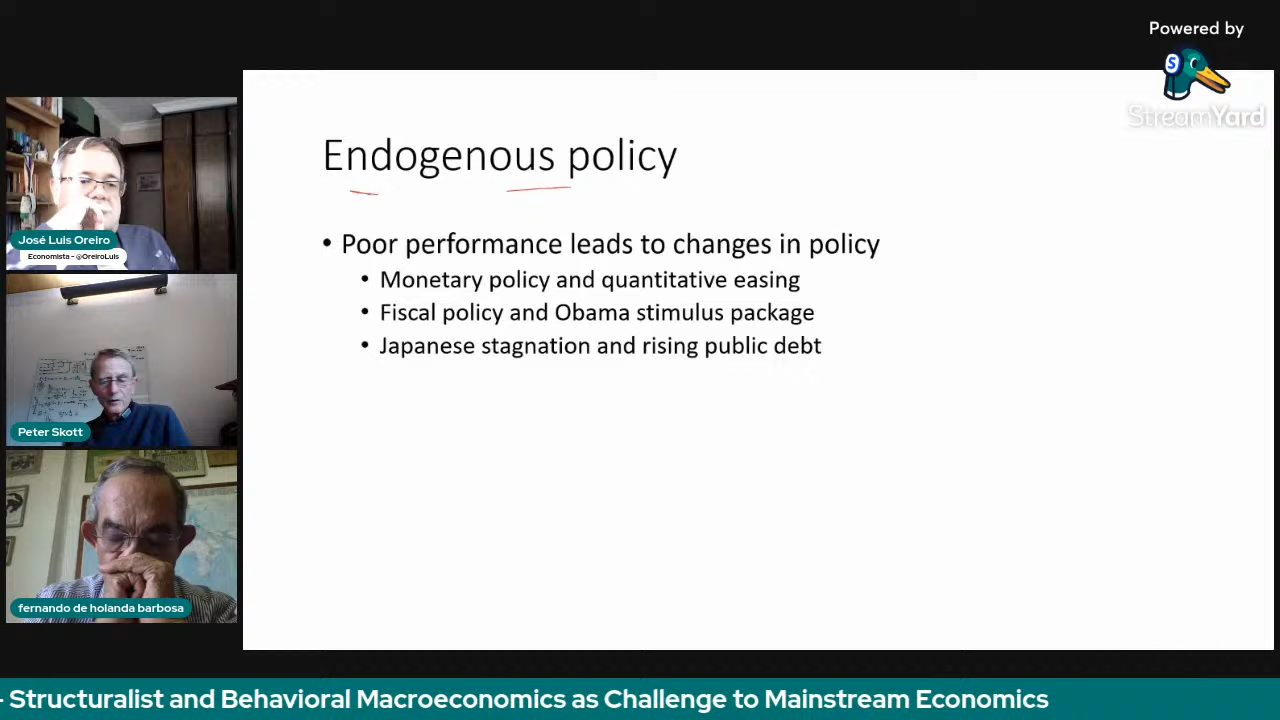 Powered by
StreamYard
Endogenous policy
• Poor performance leads to changes in policy
• Monetary policy and quantitative easing
• Fiscal policy and Obama stimulus package
• Japanese stagnation and rising public debt
José Luis Oreiro
Economista - @OreiroLuis
Peter Skott
fernando de holanda barbosa
- Structuralist and Behavioral Macroeconomics as Challenge to Mainstream Economics